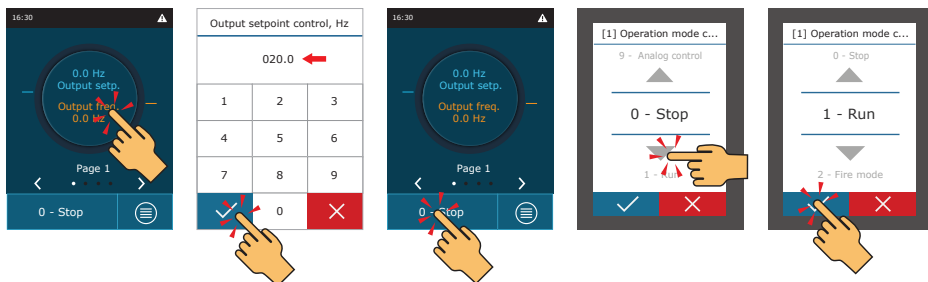 16:30
0.0 Hz
Output setp.
Output freq.
0.0 Hz
Page 1
0 - Stop
Output setpoint control, Hz
020.0
1 2 3
4 5 6
7 8 9
0
16:30
0.0 Hz
Output setp.
Output freq.
0.0 Hz
Page 1
0 - Stop
[1] Operation mode c...
9 - Analog control
0 - Stop
1 - Run
[1] Operation mode c...
0 - Stop
1 - Run
2 - Fire mode